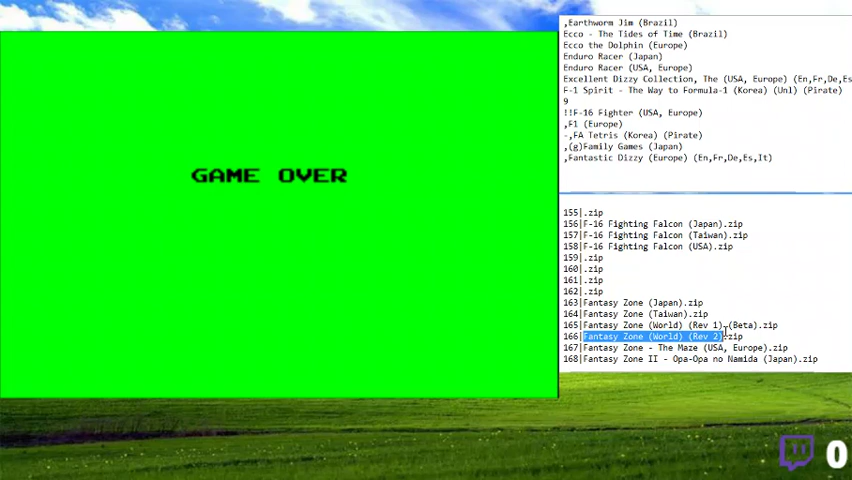 GAME OVER
,Earthworm Jim (Brazil)
Ecco - The Tides of Time (Brazil)
Ecco the Dolphin (Europe)
Enduro Racer (Japan)
Enduro Racer (USA, Europe)
Excellent Dizzy Collection, The (USA, Europe) (En,Fr,De,Es
F-1 Spirit - The Way to Formula-1 (Korea) (Unl) (Pirate)
9
!!F-16 Fighter (USA, Europe)
,F1 (Europe)
-,FA Tetris (Korea) (Pirate)
,(g)Family Games (Japan)
,Fantastic Dizzy (Europe) (En,Fr,De,Es,It)
155|.zip
156|F-16 Fighting Falcon (Japan).zip
157|F-16 Fighting Falcon (Taiwan).zip
158|F-16 Fighting Falcon (USA).zip
159|.zip
160|.zip
161|.zip
162|.zip
163|Fantasy Zone (Japan).zip
164|Fantasy Zone (Taiwan).zip
165|Fantasy Zone (World) (Rev 1) (Beta).zip
166|Fantasy Zone (World) (Rev 2).zip
167|Fantasy Zone - The Maze (USA, Europe).zip
168|Fantasy Zone II - Opa-Opa no Namida (Japan).zip
0